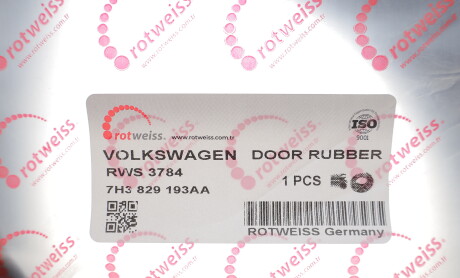 rotweiss.
www.rotweiss.com.tr
ISO
9001
VOLKSWAGEN DOOR RUBBER
RWS 3784 1 PCS
7H3 829 193AA
ROTWEISS Germany